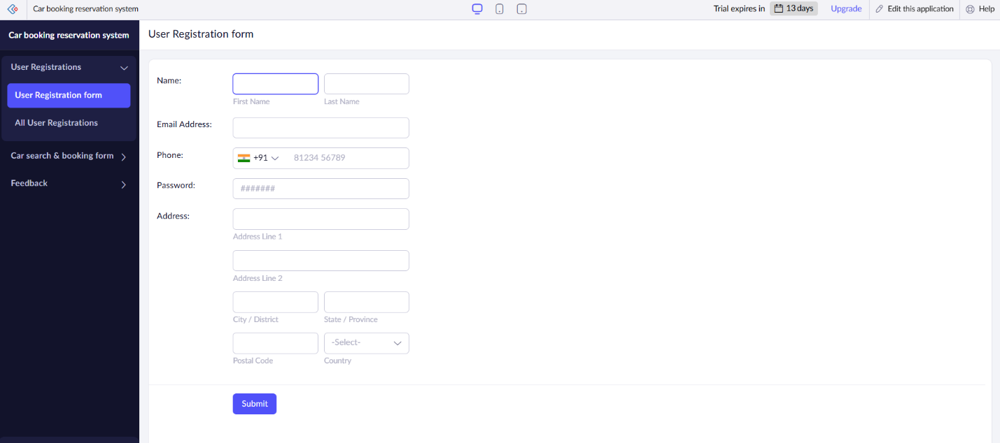 Car booking reservation system
Trial expires in 13 days Upgrade Edit this application Help
Car booking reservation system
User Registration form
User Registrations
User Registration form
All User Registrations
Car search & booking form
Feedback
Name:
First Name Last Name
Email Address:
Phone: +91 81234 56789
Password: #######
Address:
Address Line 1
Address Line 2
City / District State / Province
-Select-
Postal Code Country
Submit